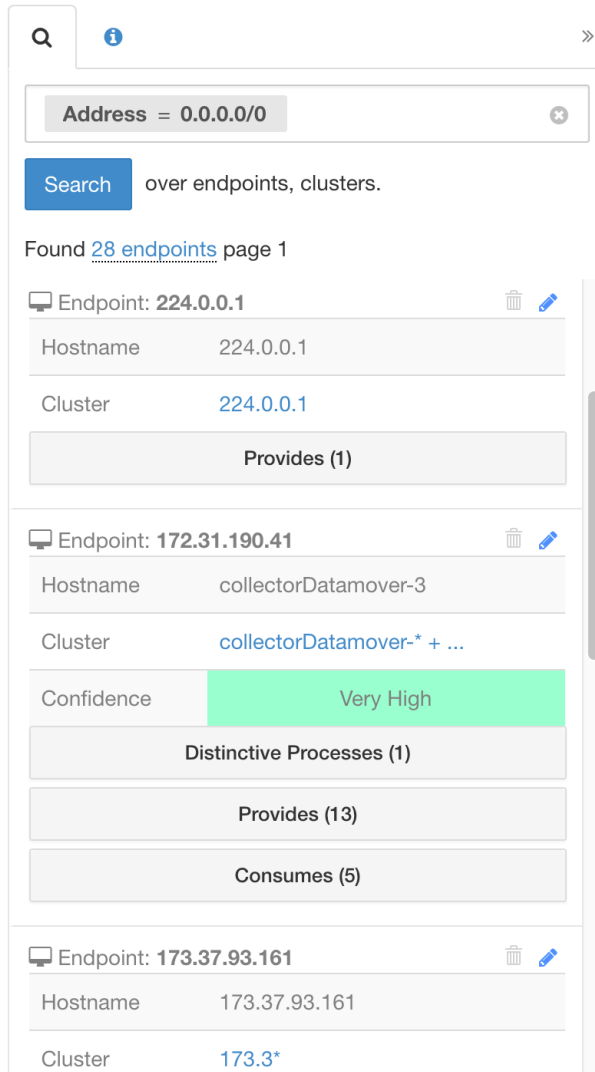 »
Address = 0.0.0.0/0
Search over endpoints, clusters.
Found 28 endpoints page 1
Endpoint: 224.0.0.1
Hostname 224.0.0.1
Cluster 224.0.0.1
Provides (1)
Endpoint: 172.31.190.41
Hostname collectorDatamover-3
Cluster collectorDatamover-* + ...
Confidence Very High
Distinctive Processes (1)
Provides (13)
Consumes (5)
Endpoint: 173.37.93.161
Hostname 173.37.93.161
Cluster 173.3*